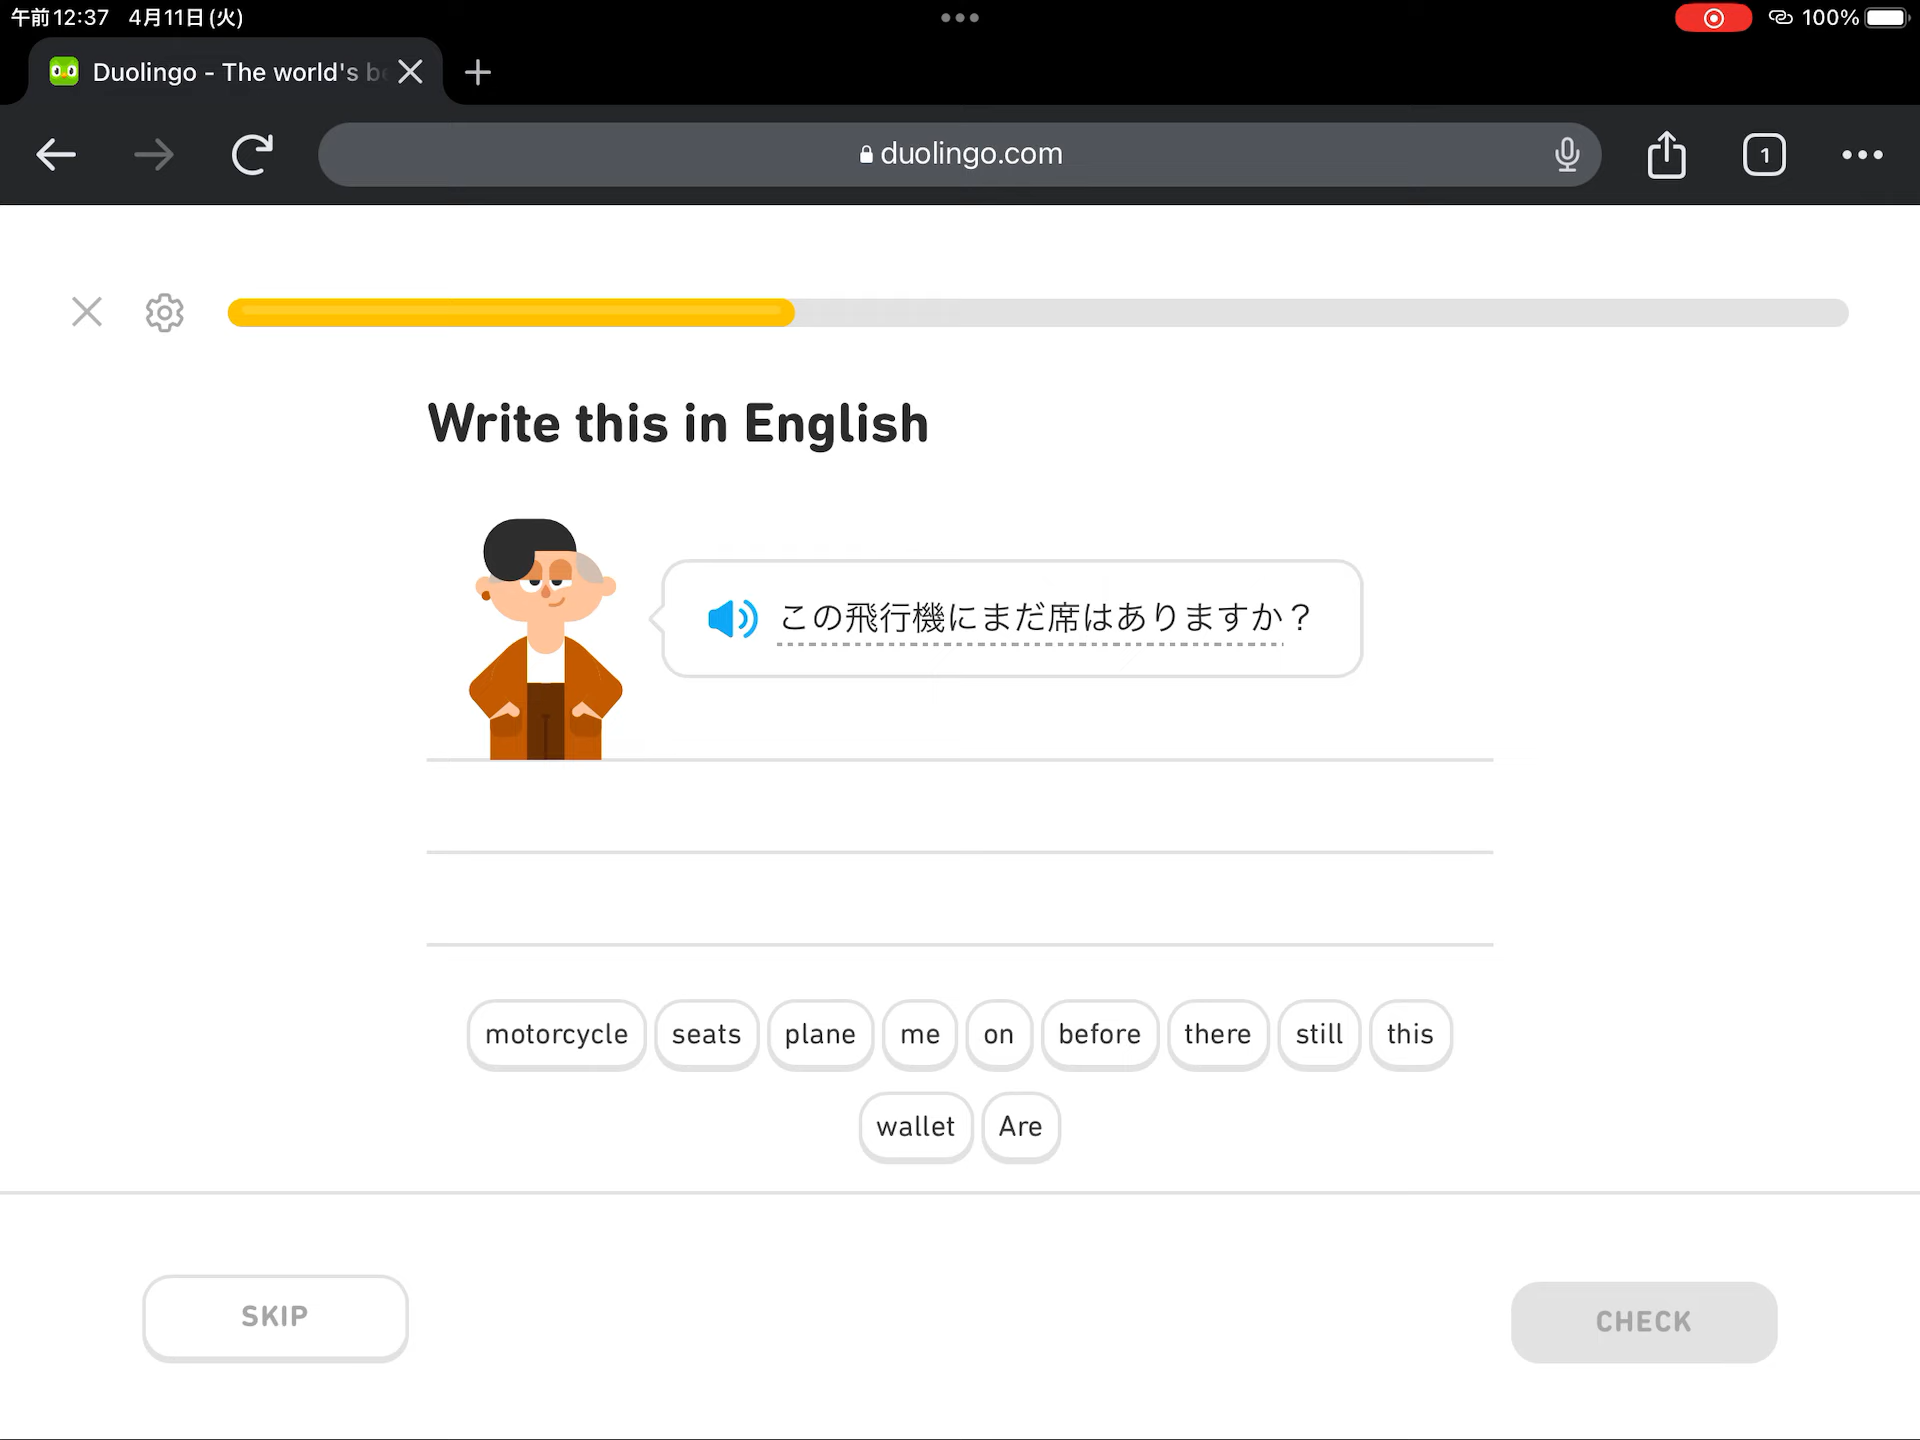 午前12:37 4月11日(火)
100%
Duolingo - The world's be
duolingo.com
1
Write this in English
この飛行機にまだ席はありますか？
motorcycle seats plane me on before there still this
wallet Are
SKIP
CHECK